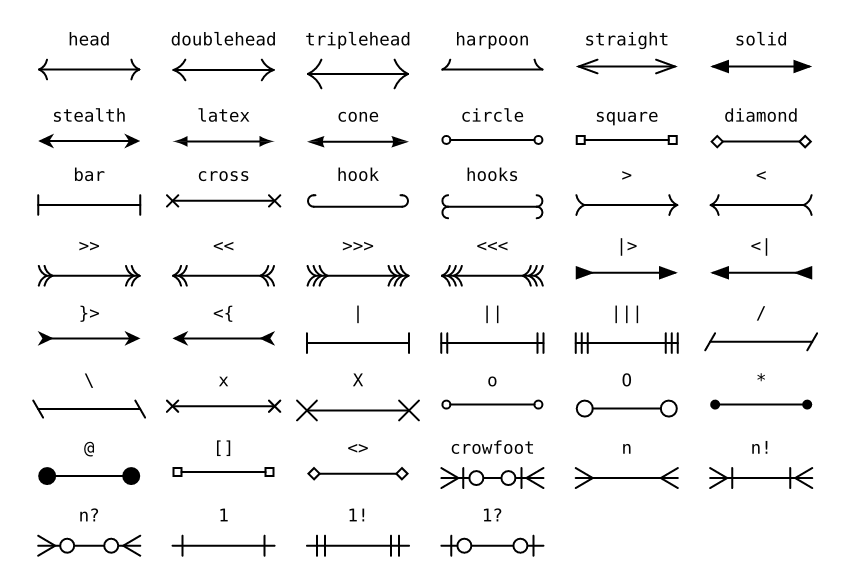 head doublehead triplehead harpoon straight solid
stealth latex cone circle square diamond
bar cross hook hooks > <
>> << >>> <<< |> <|
}> <{ | || ||| /
\ x X o O *
@ [] <> crowfoot n n!
n? 1 1! 1?